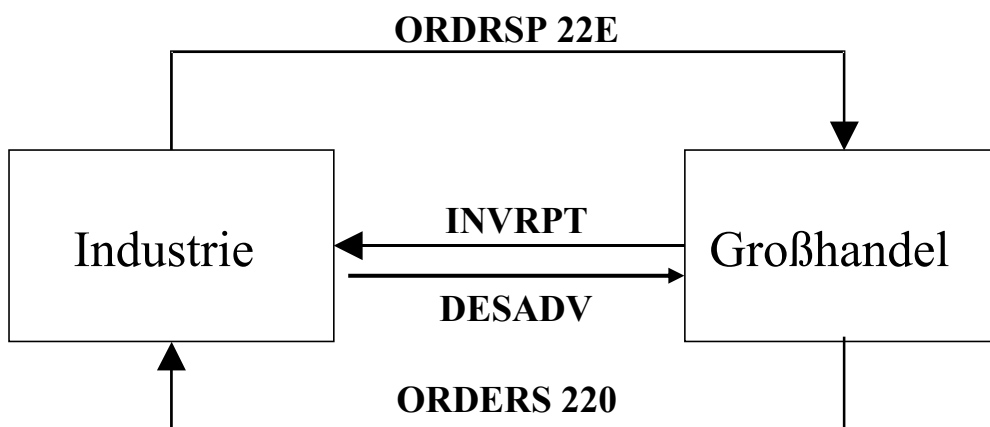 ORDRSP 22E
INVRPT
Industrie
Großhandel
DESADV
ORDERS 220